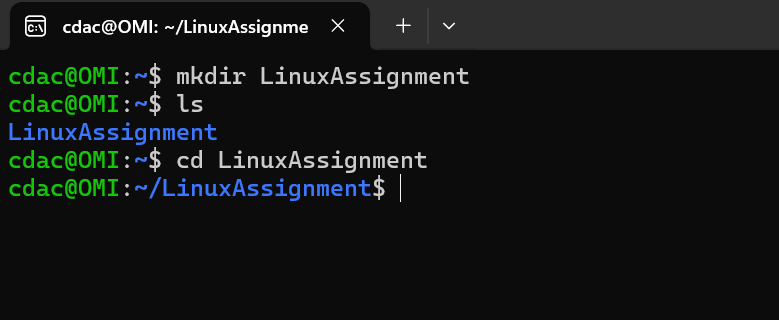 cdac@OMI: ~/LinuxAssignme
cdac@OMI:~$ mkdir LinuxAssignment
cdac@OMI:~$ ls
LinuxAssignment
cdac@OMI:~$ cd LinuxAssignment
cdac@OMI:~/LinuxAssignment$